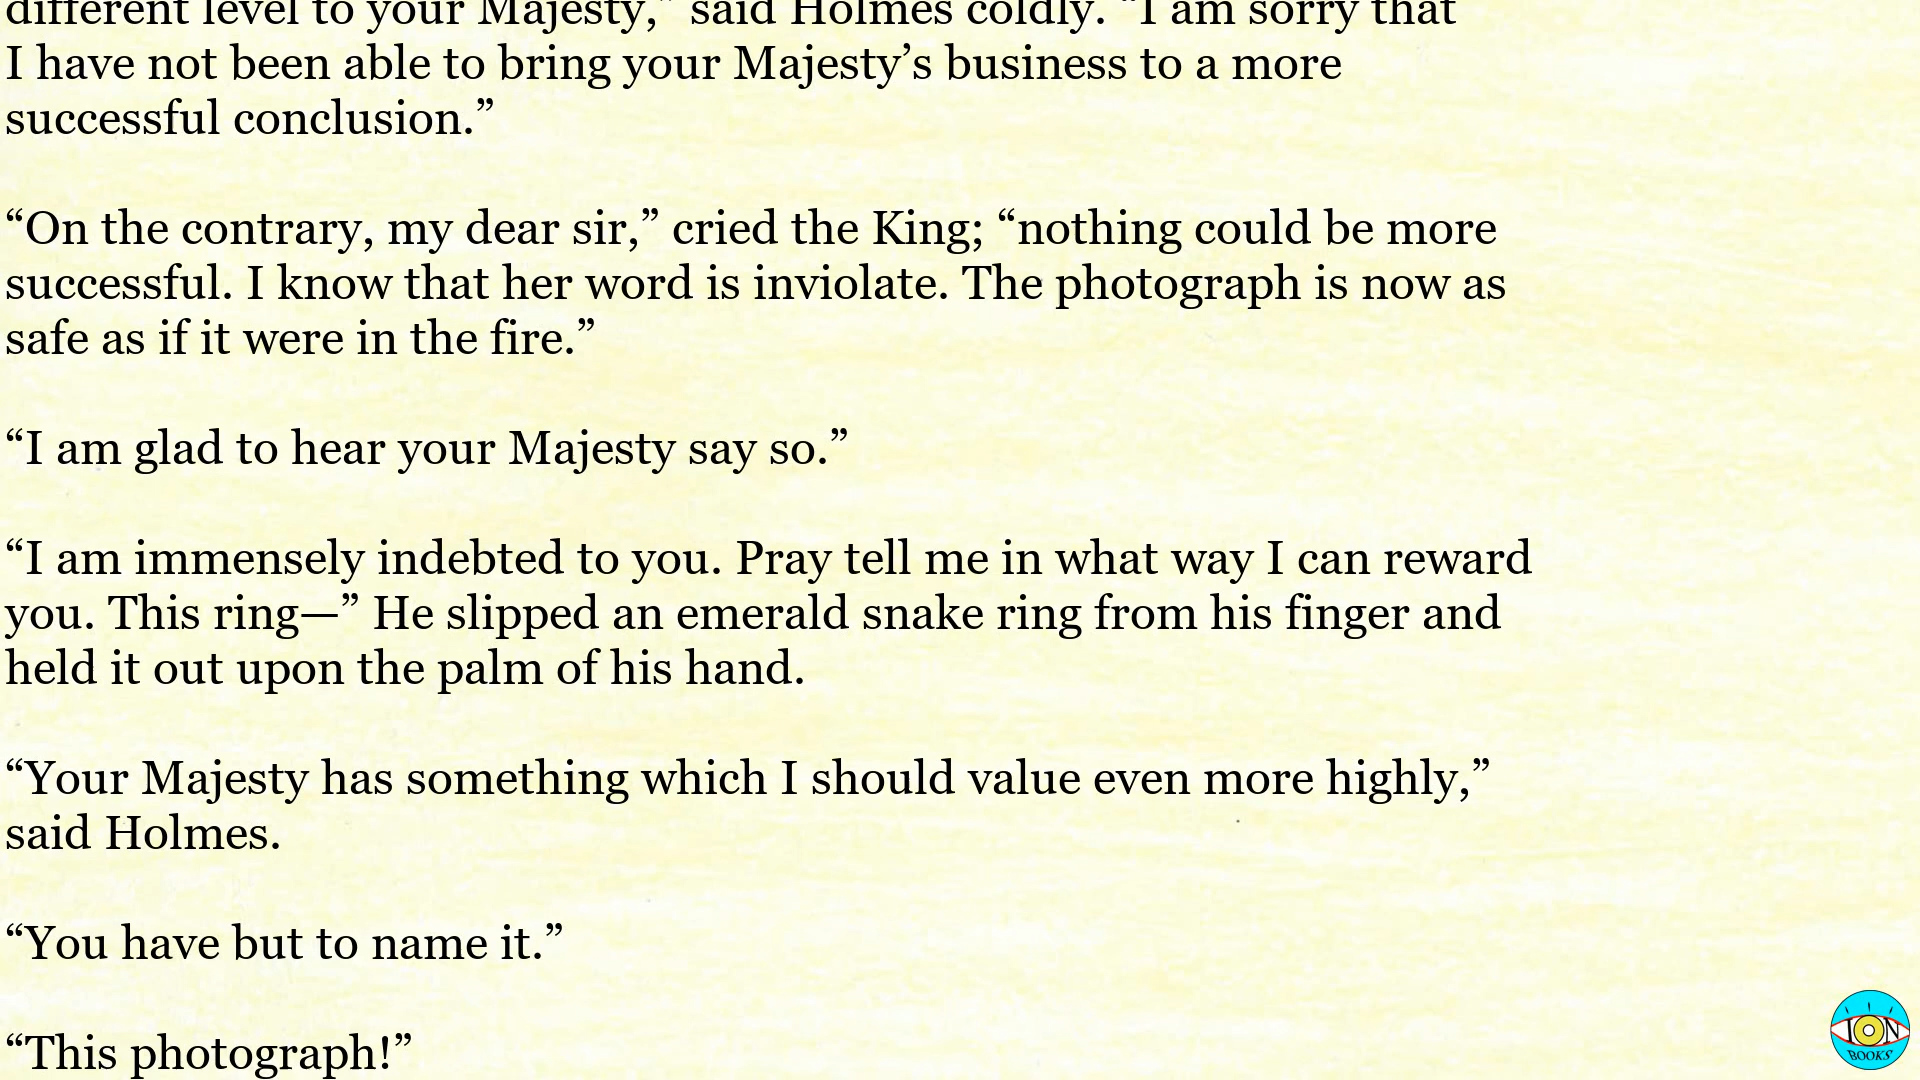 different level to your Majesty,” said Holmes coldly. “I am sorry that
I have not been able to bring your Majesty’s business to a more
successful conclusion.”
“On the contrary, my dear sir,” cried the King; “nothing could be more
successful. I know that her word is inviolate. The photograph is now as
safe as if it were in the fire.”
“I am glad to hear your Majesty say so.”
“I am immensely indebted to you. Pray tell me in what way I can reward
you. This ring—” He slipped an emerald snake ring from his finger and
held it out upon the palm of his hand.
“Your Majesty has something which I should value even more highly,”
said Holmes.
“You have but to name it.”
“This photograph!”
ION
BOOKS